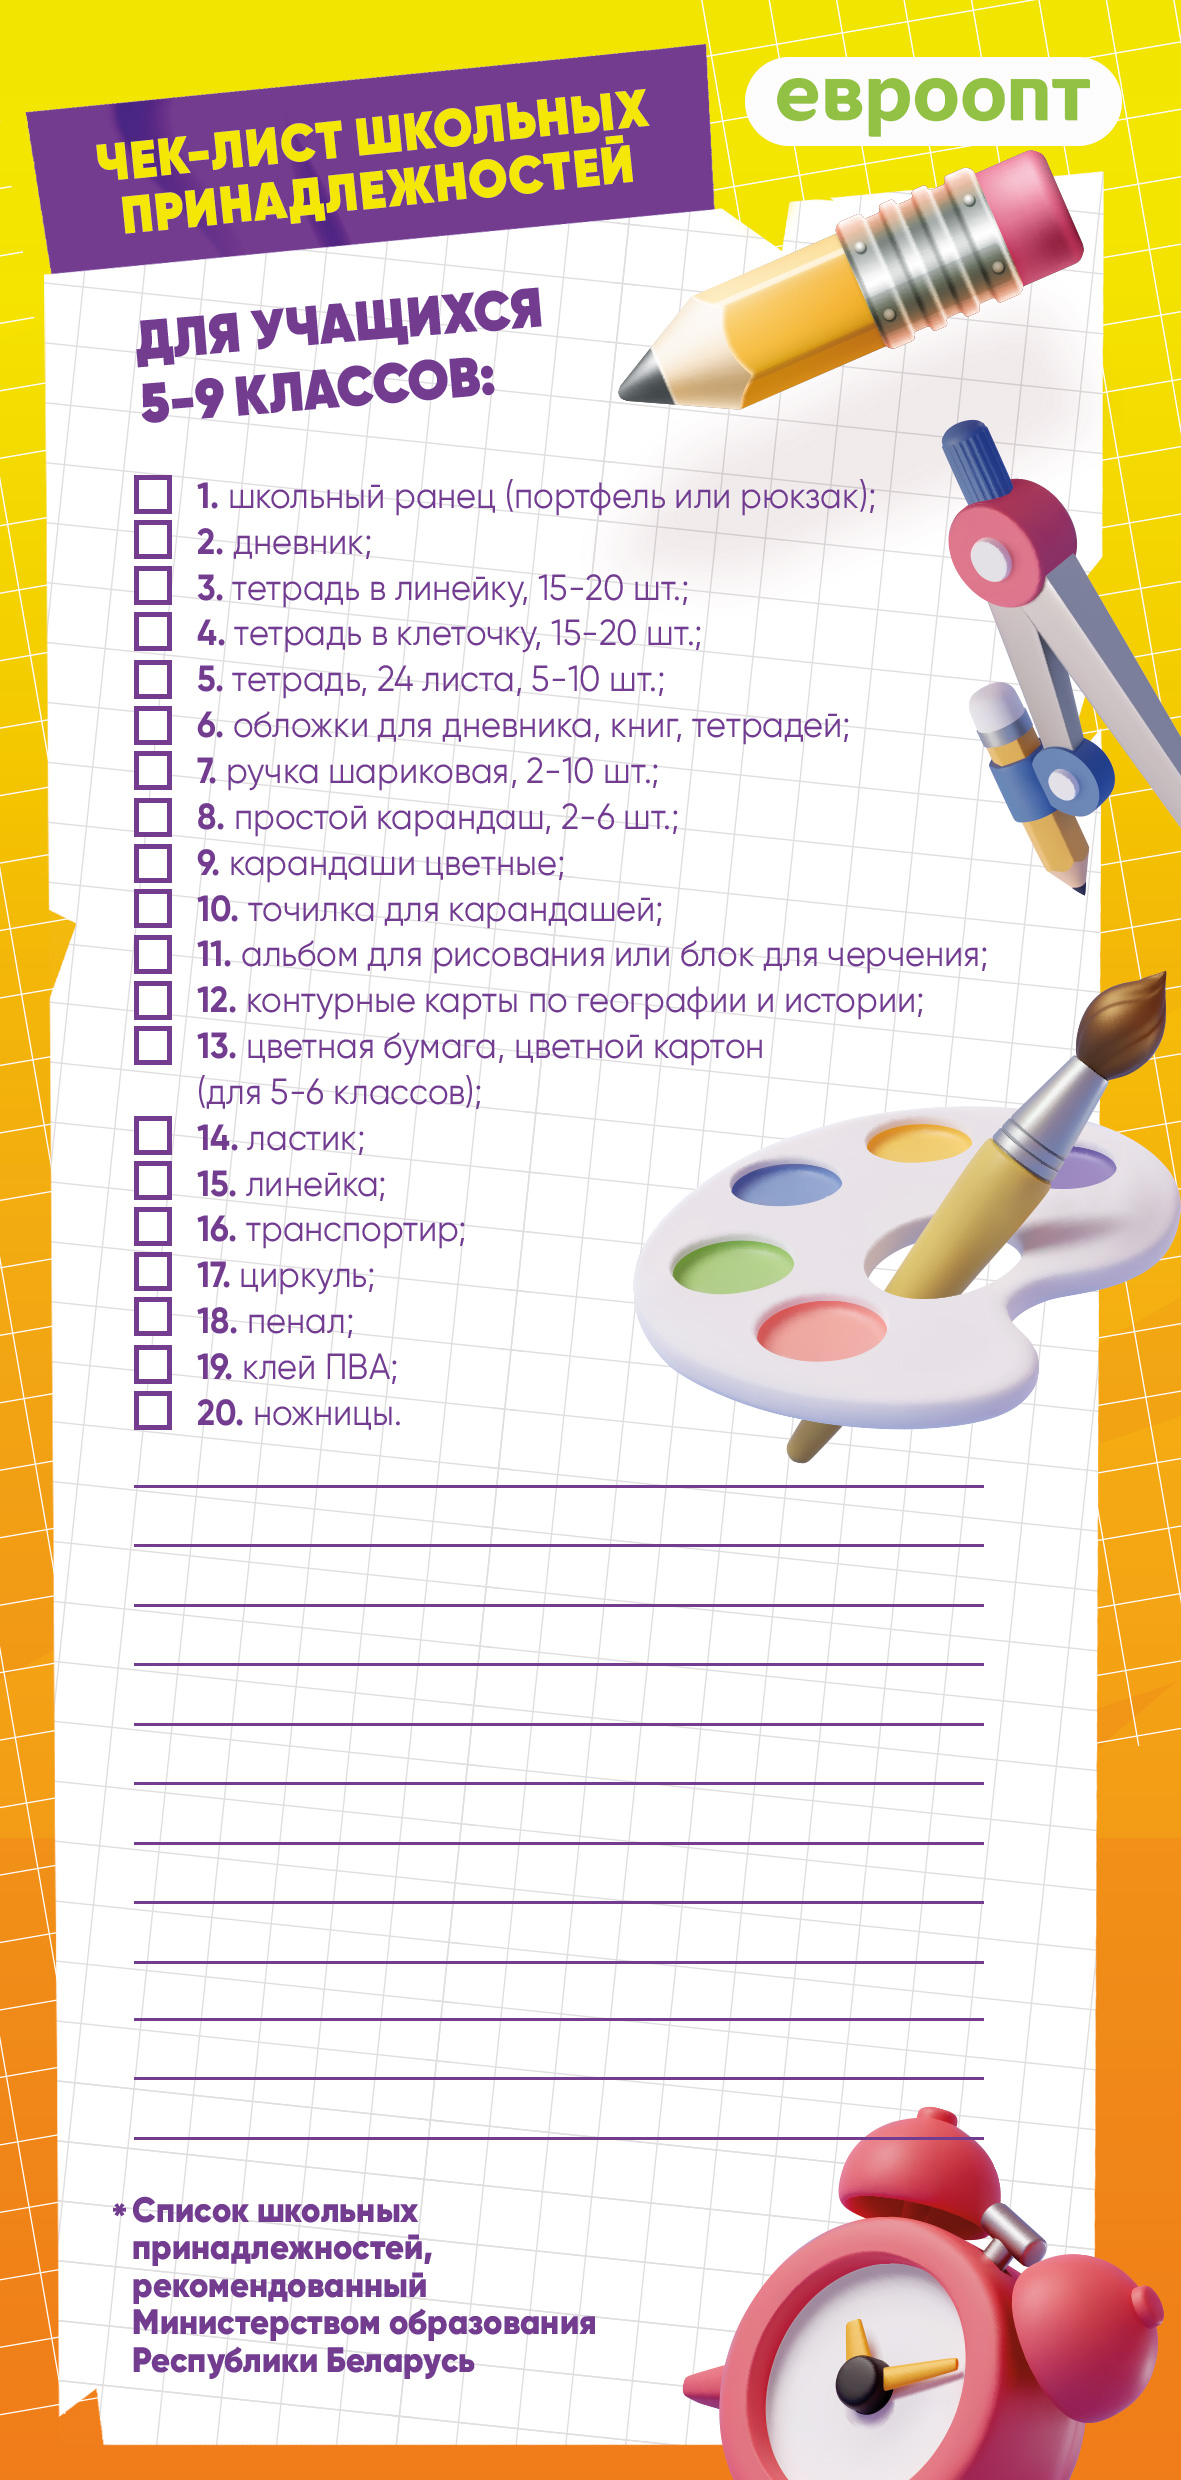 евроопт
ЧЕК-ЛИСТ ШКОЛЬНЫХ
ПРИНАДЛЕЖНОСТЕЙ
ДЛЯ УЧАЩИХСЯ
5-9 КЛАССОВ:
1. школьный ранец (портфель или рюкзак);
2. дневник;
3. тетрадь в линейку, 15-20 шт.;
4. тетрадь в клеточку, 15-20 шт.;
5. тетрадь, 24 листа, 5-10 шт.;
6. обложки для дневника, книг, тетрадей;
7. ручка шариковая, 2-10 шт.;
8. простой карандаш, 2-6 шт.;
9. карандаши цветные;
10. точилка для карандашей;
11. альбом для рисования или блок для черчения;
12. контурные карты по географии и истории;
13. цветная бумага, цветной картон
(для 5-6 классов);
14. ластик;
15. линейка;
16. транспортир;
17. циркуль;
18. пенал;
19. клей ПВА;
20. ножницы.
* Список школьных
принадлежностей,
рекомендованный
Министерством образования
Республики Беларусь